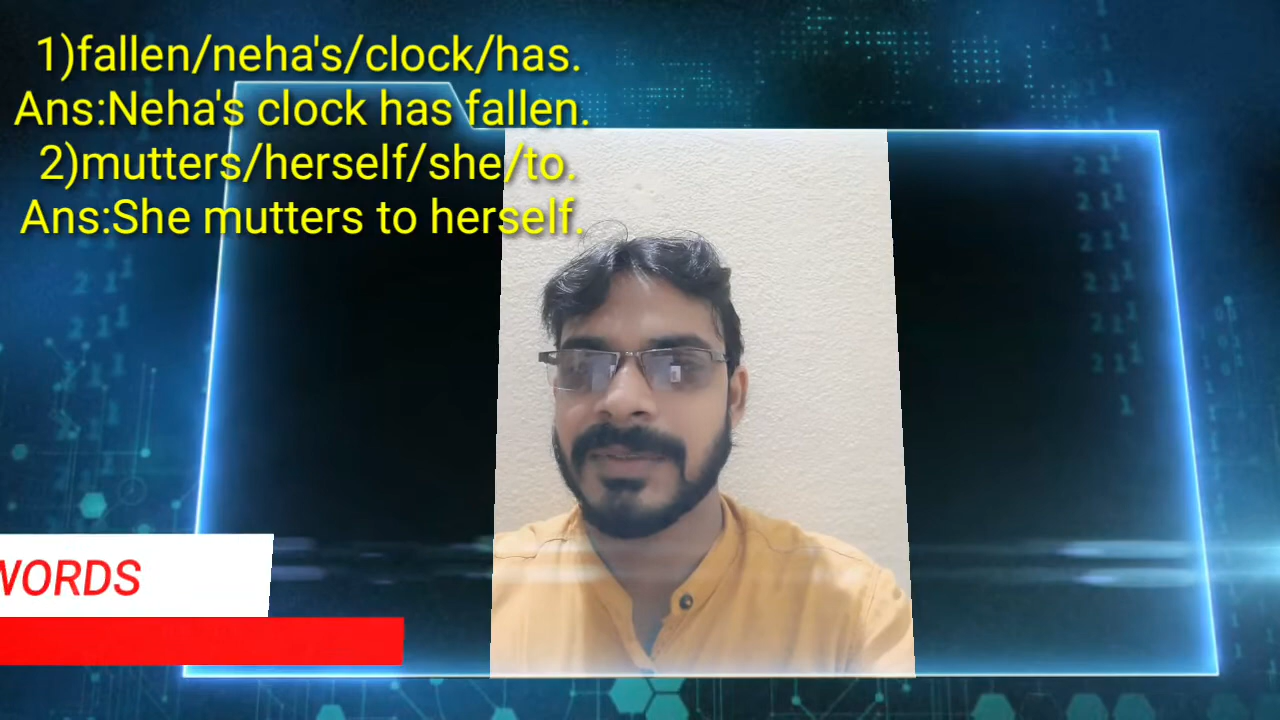 1)fallen/neha's/clock/has.
Ans:Neha's clock has fallen.
2)mutters/herself/she/to.
Ans:She mutters to herself.
WORDS